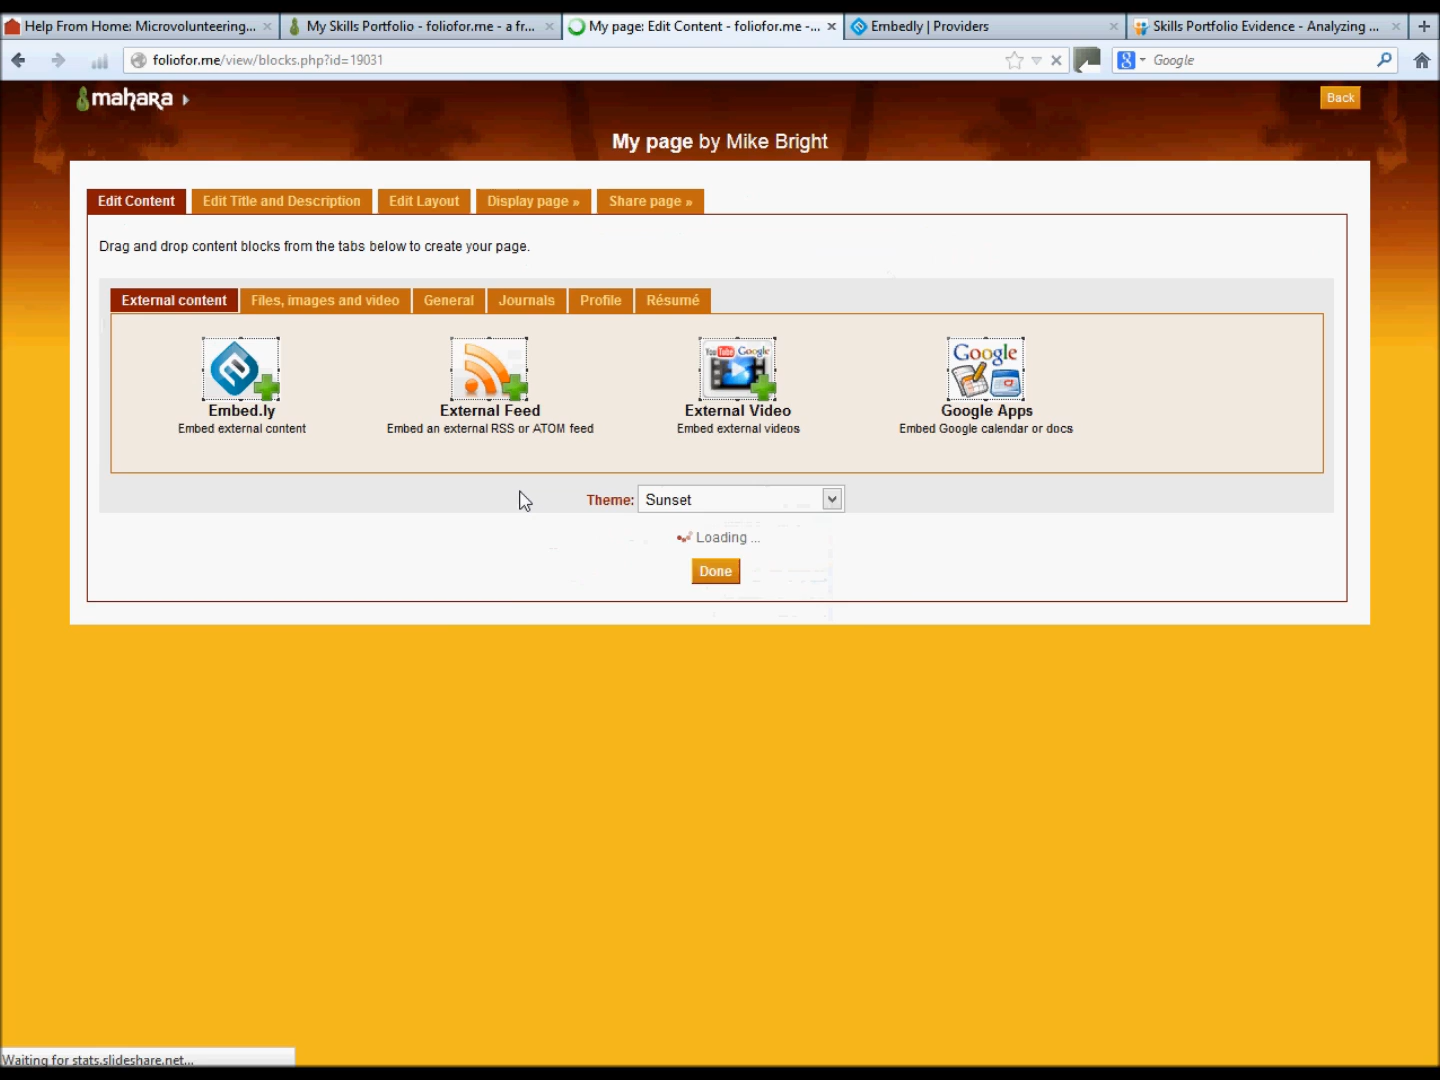 Help From Home: Microvolunteering...
My Skills Portfolio - foliofor.me - a fr...
My page: Edit Content - foliofor.me -...
Embedly | Providers
Skills Portfolio Evidence - Analyzing ...
foliofor.me/view/blocks.php?id=19031
Google
mahara
Back
My page by Mike Bright
Edit Content
Edit Title and Description
Edit Layout
Display page »
Share page »
Drag and drop content blocks from the tabs below to create your page.
External content
Files, images and video
General
Journals
Profile
Résumé
You Tube Google
Google
Embed.ly
External Feed
External Video
Google Apps
Embed external content
Embed an external RSS or ATOM feed
Embed external videos
Embed Google calendar or docs
Theme: Sunset
Loading ...
Done
Waiting for stats.slideshare.net...